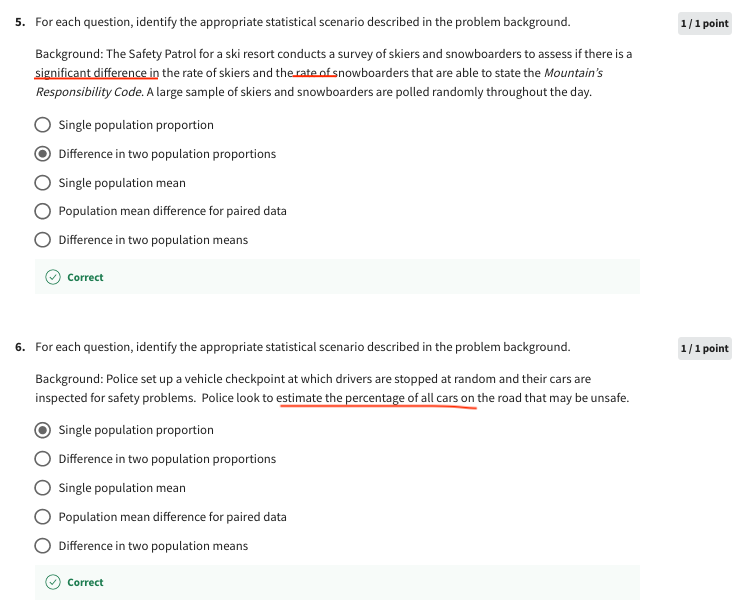 5. For each question, identify the appropriate statistical scenario described in the problem background.
1 / 1 point
Background: The Safety Patrol for a ski resort conducts a survey of skiers and snowboarders to assess if there is a
significant difference in the rate of skiers and the rate of snowboarders that are able to state the Mountain's
Responsibility Code. A large sample of skiers and snowboarders are polled randomly throughout the day.
Single population proportion
Difference in two population proportions
Single population mean
Population mean difference for paired data
Difference in two population means
Correct
6. For each question, identify the appropriate statistical scenario described in the problem background.
1 / 1 point
Background: Police set up a vehicle checkpoint at which drivers are stopped at random and their cars are
inspected for safety problems. Police look to estimate the percentage of all cars on the road that may be unsafe.
Single population proportion
Difference in two population proportions
Single population mean
Population mean difference for paired data
Difference in two population means
Correct